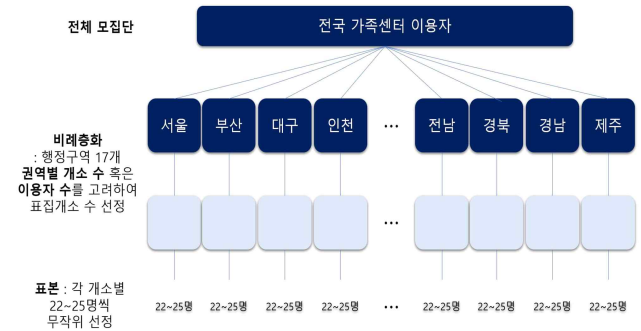 전체 모집단
전국 가족센터 이용자
서울
부산
대구
인천
...
전남
경북
경남
제주
비례층화
: 행정구역 17개
권역별 개소 수 혹은
이용자 수를 고려하여
표집개소 수 선정
...
표본 : 각 개소별
22~25명씩
무작위 선정
22~25명
22~25명
22~25명
22~25명
...
22~25명
22~25명
22~25명
22~25명